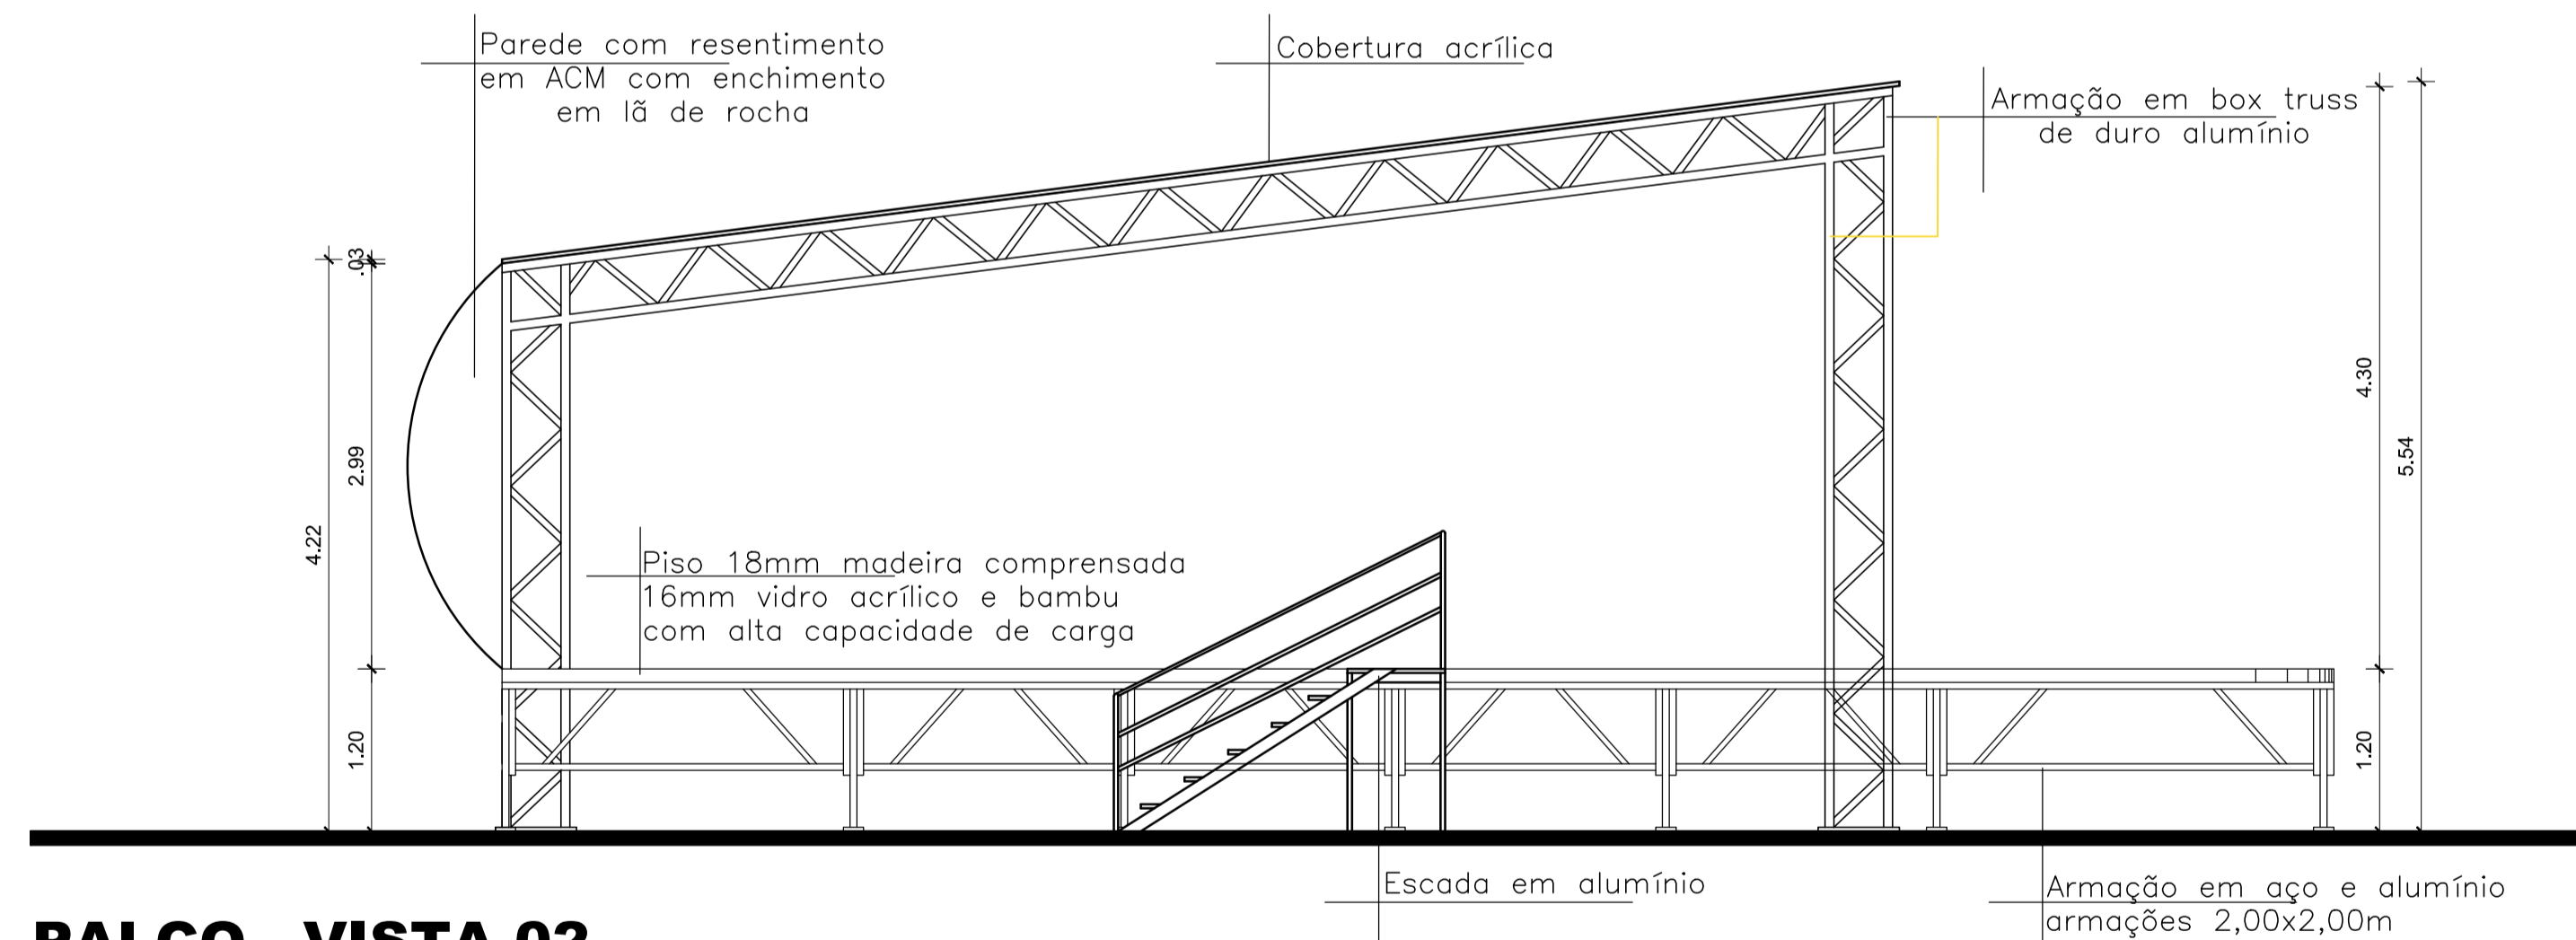 Parede com resentimento
em ACM com enchimento
em lã de rocha
Cobertura acrílica
Armação em box truss
de duro alumínio
.03
2.99
4.22
1.20
4.30
5.54
1.20
Piso 18mm madeira comprensada
16mm vidro acrílico e bambu
com alta capacidade de carga
Escada em alumínio
Armação em aço e alumínio
armações 2,00x2,00m
PALCO - VISTA 02